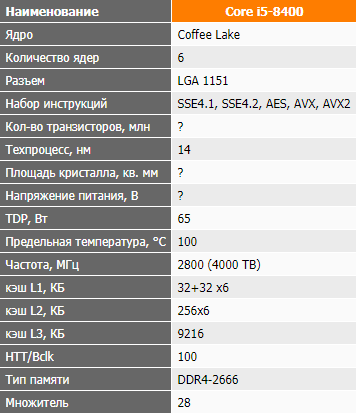 Наименование Core i5-8400
Ядро Coffee Lake
Количество ядер 6
Разъем LGA 1151
Набор инструкций SSE4.1, SSE4.2, AES, AVX, AVX2
Кол-во транзисторов, млн ?
Техпроцесс, нм 14
Площадь кристалла, кв. мм ?
Напряжение питания, В ?
TDP, Вт 65
Предельная температура, °C 100
Частота, МГц 2800 (4000 TB)
кэш L1, КБ 32+32 x6
кэш L2, КБ 256x6
кэш L3, КБ 9216
HTT/Bclk 100
Тип памяти DDR4-2666
Множитель 28